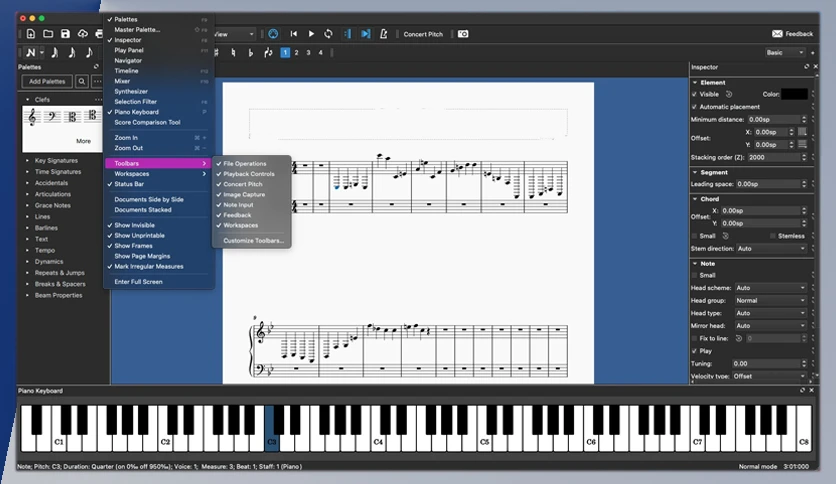 Palettes F9
Master Palette...
Inspector F8
Play Panel
Navigator
Timeline
Mixer F10
Synthesizer
Selection Filter F6
Piano Keyboard P
Score Comparison Tool
Zoom In
Zoom Out
Toolbars
Workspaces
Status Bar
Documents Side by Side
Documents Stacked
Show Invisible
Show Unprintable
Show Frames
Show Page Margins
Mark Irregular Measures
Enter Full Screen
File Operations
Playback Controls
Concert Pitch
Image Capture
Note Input
Feedback
Workspaces
Customize Toolbars...
View
Concert Pitch
Feedback
1 2 3 4
Basic
Palettes
Add Palettes
Clefs
More
Key Signatures
Time Signatures
Accidentals
Articulations
Grace Notes
Lines
Barlines
Text
Tempo
Dynamics
Repeats & Jumps
Breaks & Spacers
Beam Properties
Inspector
Element
Visible Color:
Automatic placement
Minimum distance: 0.00sp
Offset:
X: 0.00sp
Y: 0.00sp
Stacking order (Z): 2000
Segment
Leading space: 0.00sp
Chord
Offset:
X: 0.00sp
Y: 0.00sp
Small Stemless
Stem direction: Auto
Note
Small
Head scheme: Auto
Head group: Normal
Head type: Auto
Mirror head: Auto
Fix to line: 0
Play
Tuning: 0.00
Velocity type: Offset
Piano Keyboard
C1 C2 C3 C4 C5 C6 C7 C8
Note; Pitch: C3; Duration: Quarter (on 0‰ off 950‰); Voice: 1; Measure: 3; Beat: 1; Staff: 1 (Piano)
Normal mode 3:01:000